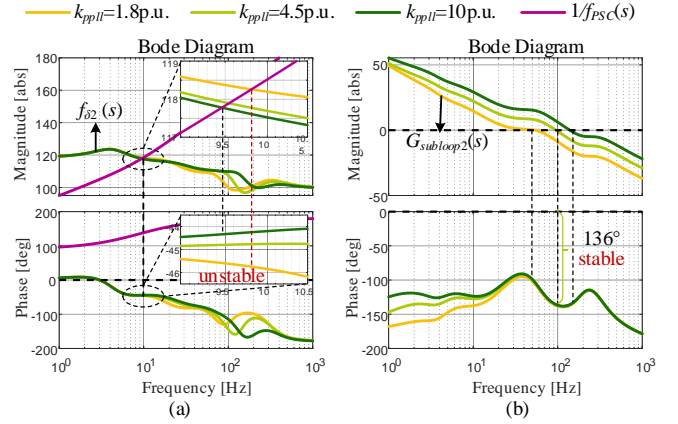 k_ppll=1.8p.u. k_ppll=4.5p.u. k_ppll=10p.u. 1/f_PSC(s)
Bode Diagram
Magnitude [abs]
180
160
140
120
100
f_δ2(s)
119
118
117
9.5
10
10.5
Phase [deg]
200
100
0
-100
-200
-44
-45
-46
9.5
10
10.5
unstable
10^0
10^1
10^2
10^3
Frequency [Hz]
(a)
Bode Diagram
Magnitude [abs]
50
0
-50
G_subloop2(s)
Phase [deg]
0
-50
-100
-150
-200
136°
stable
10^0
10^1
10^2
10^3
Frequency [Hz]
(b)